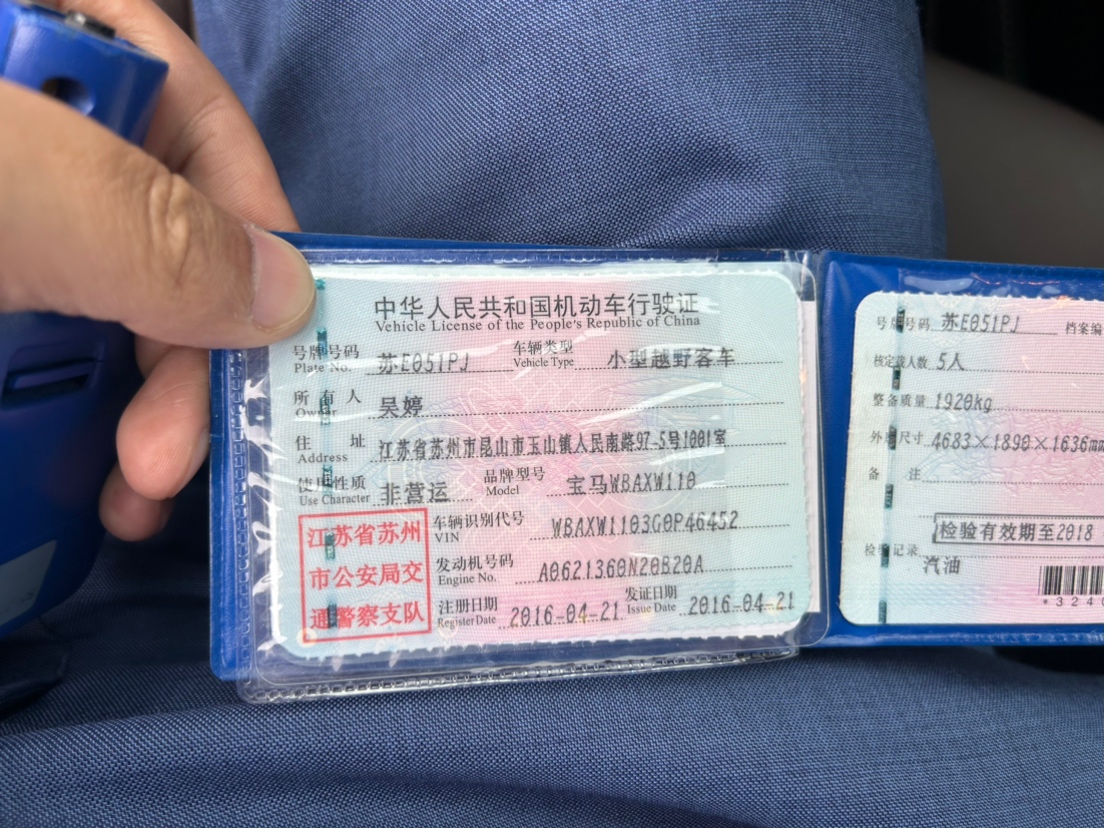 中华人民共和国机动车行驶证
Vehicle License of the People's Republic of China
号牌号码 苏E051PJ 车辆类型 小型越野客车
Plate No. Vehicle Type
所有人 吴婷
Owner
住址 江苏省苏州市昆山市玉山镇人民南路97-5号1001室
Address
使用性质 非营运 品牌型号 宝马WBAXW110
Use Character Model
江苏省苏州
市公安局交
通警察支队
车辆识别代号 WBAXW1103G0P46452
VIN
发动机号码 A0621360N20B20A
Engine No.
注册日期 2016-04-21 发证日期 2016-04-21
Register Date Issue Date
号牌号码 苏E051PJ 档案编
核定载人数 5人
整备质量 1920kg
外廓尺寸 4683×1890×1636mm
备注
检验有效期至2018
检验记录
汽油
*3240